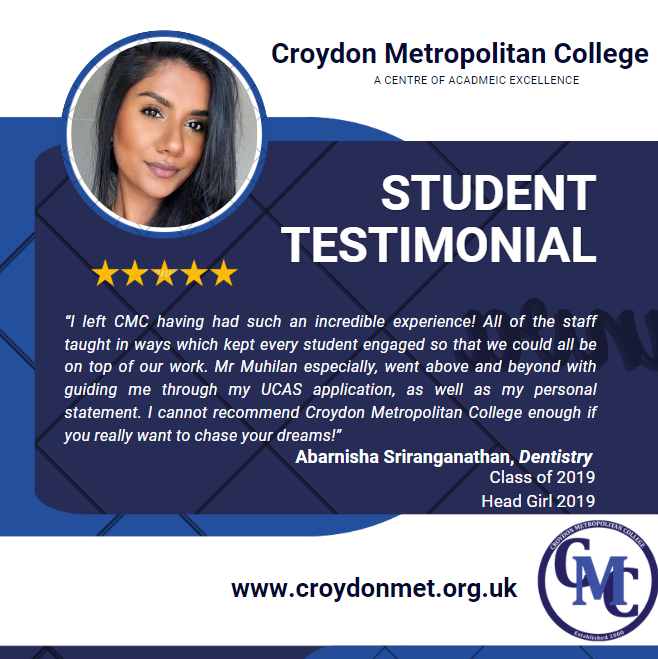 Croydon Metropolitan College
A CENTRE OF ACADMEIC EXCELLENCE
STUDENT
TESTIMONIAL
“I left CMC having had such an incredible experience! All of the staff
taught in ways which kept every student engaged so that we could all be
on top of our work. Mr Muhilan especially, went above and beyond with
guiding me through my UCAS application, as well as my personal
statement. I cannot recommend Croydon Metropolitan College enough if
you really want to chase your dreams!”
Abarnisha Sriranganathan, Dentistry
Class of 2019
Head Girl 2019
www.croydonmet.org.uk
CROYDON METROPOLITAN COLLEGE
CMC
Established 2000